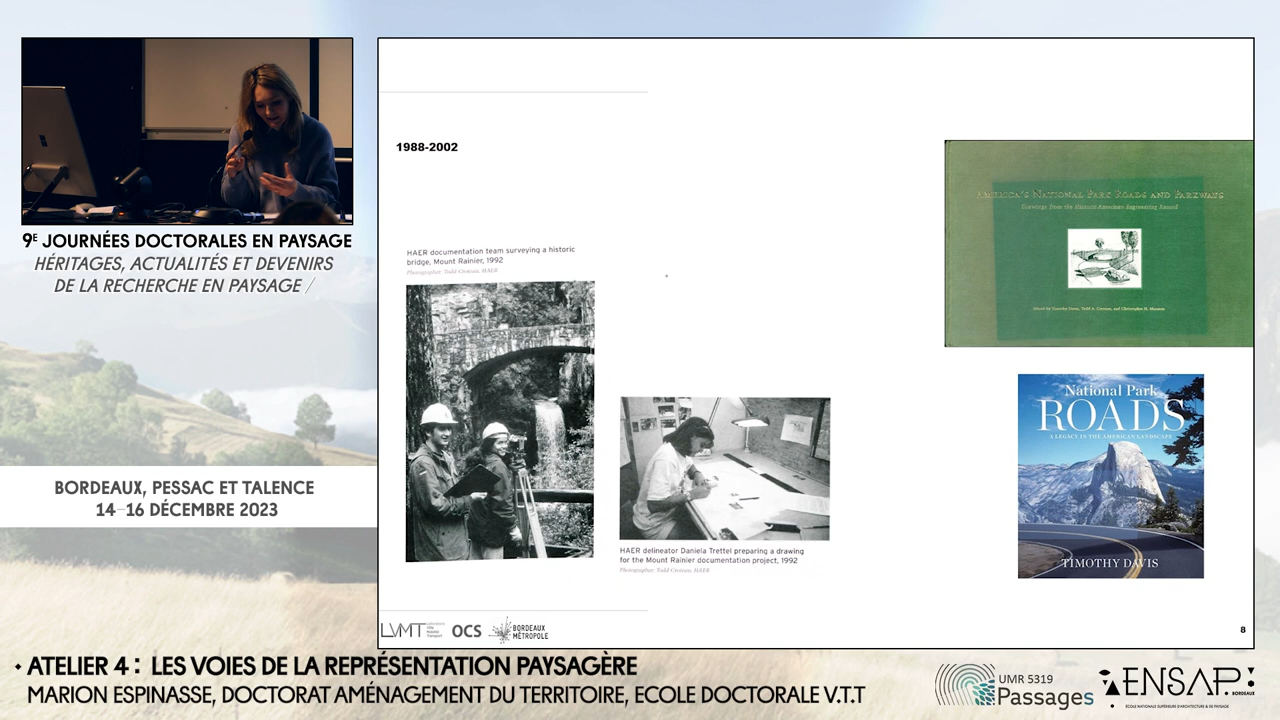 9E JOURNÉES DOCTORALES EN PAYSAGE
HÉRITAGES, ACTUALITÉS ET DEVENIRS
DE LA RECHERCHE EN PAYSAGE /
BORDEAUX, PESSAC ET TALENCE
14-16 DÉCEMBRE 2023
1988-2002
HAER documentation team surveying a historic
bridge, Mount Rainier, 1992
Photographer: Todd Croteau, HAER
HAER delineator Daniela Trettel preparing a drawing
for the Mount Rainier documentation project, 1992
Photographer: Todd Croteau, HAER
AMERICA'S NATIONAL PARK ROADS AND PARKWAYS
Drawings from the Historic American Engineering Record
Edited by Timothy Davis, Todd A. Croteau, and Christopher H. Marston
National Park
ROADS
A LEGACY IN THE AMERICAN LANDSCAPE
TIMOTHY DAVIS
LVMT
Ville
Mobilité
Transport
OCS
BORDEAUX
MÉTROPOLE
8
ATELIER 4 : LES VOIES DE LA REPRÉSENTATION PAYSAGÈRE
MARION ESPINASSE, DOCTORAT AMÉNAGEMENT DU TERRITOIRE, ECOLE DOCTORALE V.T.T
UMR 5319
Passages
ENSAP
BORDEAUX
ÉCOLE NATIONALE SUPÉRIEURE D'ARCHITECTURE & DE PAYSAGE